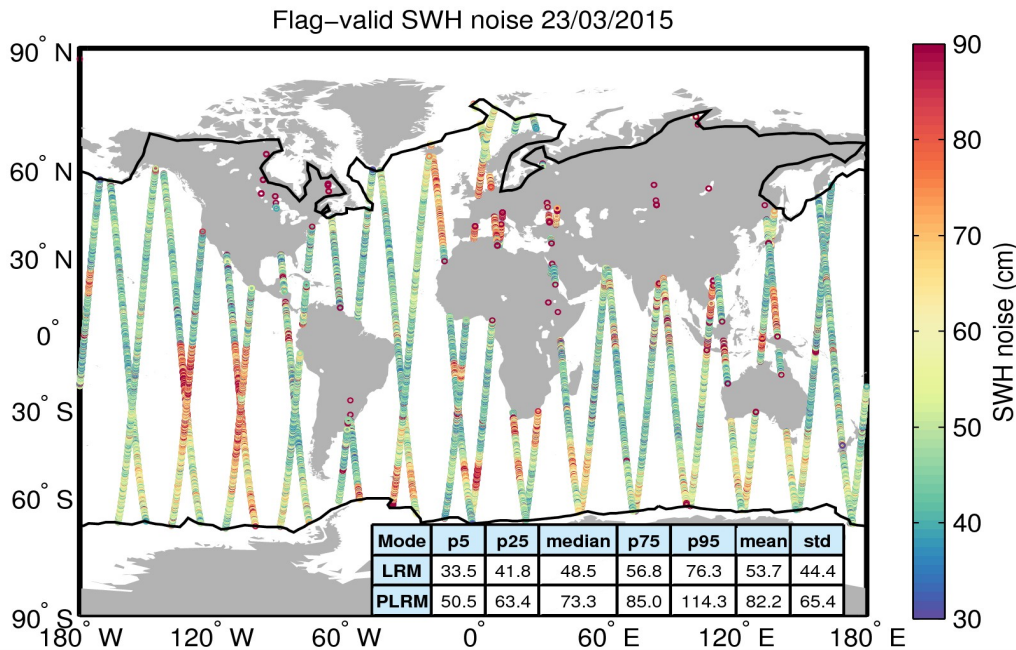 Flag−valid SWH noise 23/03/2015
90° N
60° N
30° N
0°
30° S
60° S
90° S
180° W
120° W
60° W
0°
60° E
120° E
180° E
Mode p5 p25 median p75 p95 mean std
LRM 33.5 41.8 48.5 56.8 76.3 53.7 44.4
PLRM 50.5 63.4 73.3 85.0 114.3 82.2 65.4
90
80
70
60
50
40
30
SWH noise (cm)